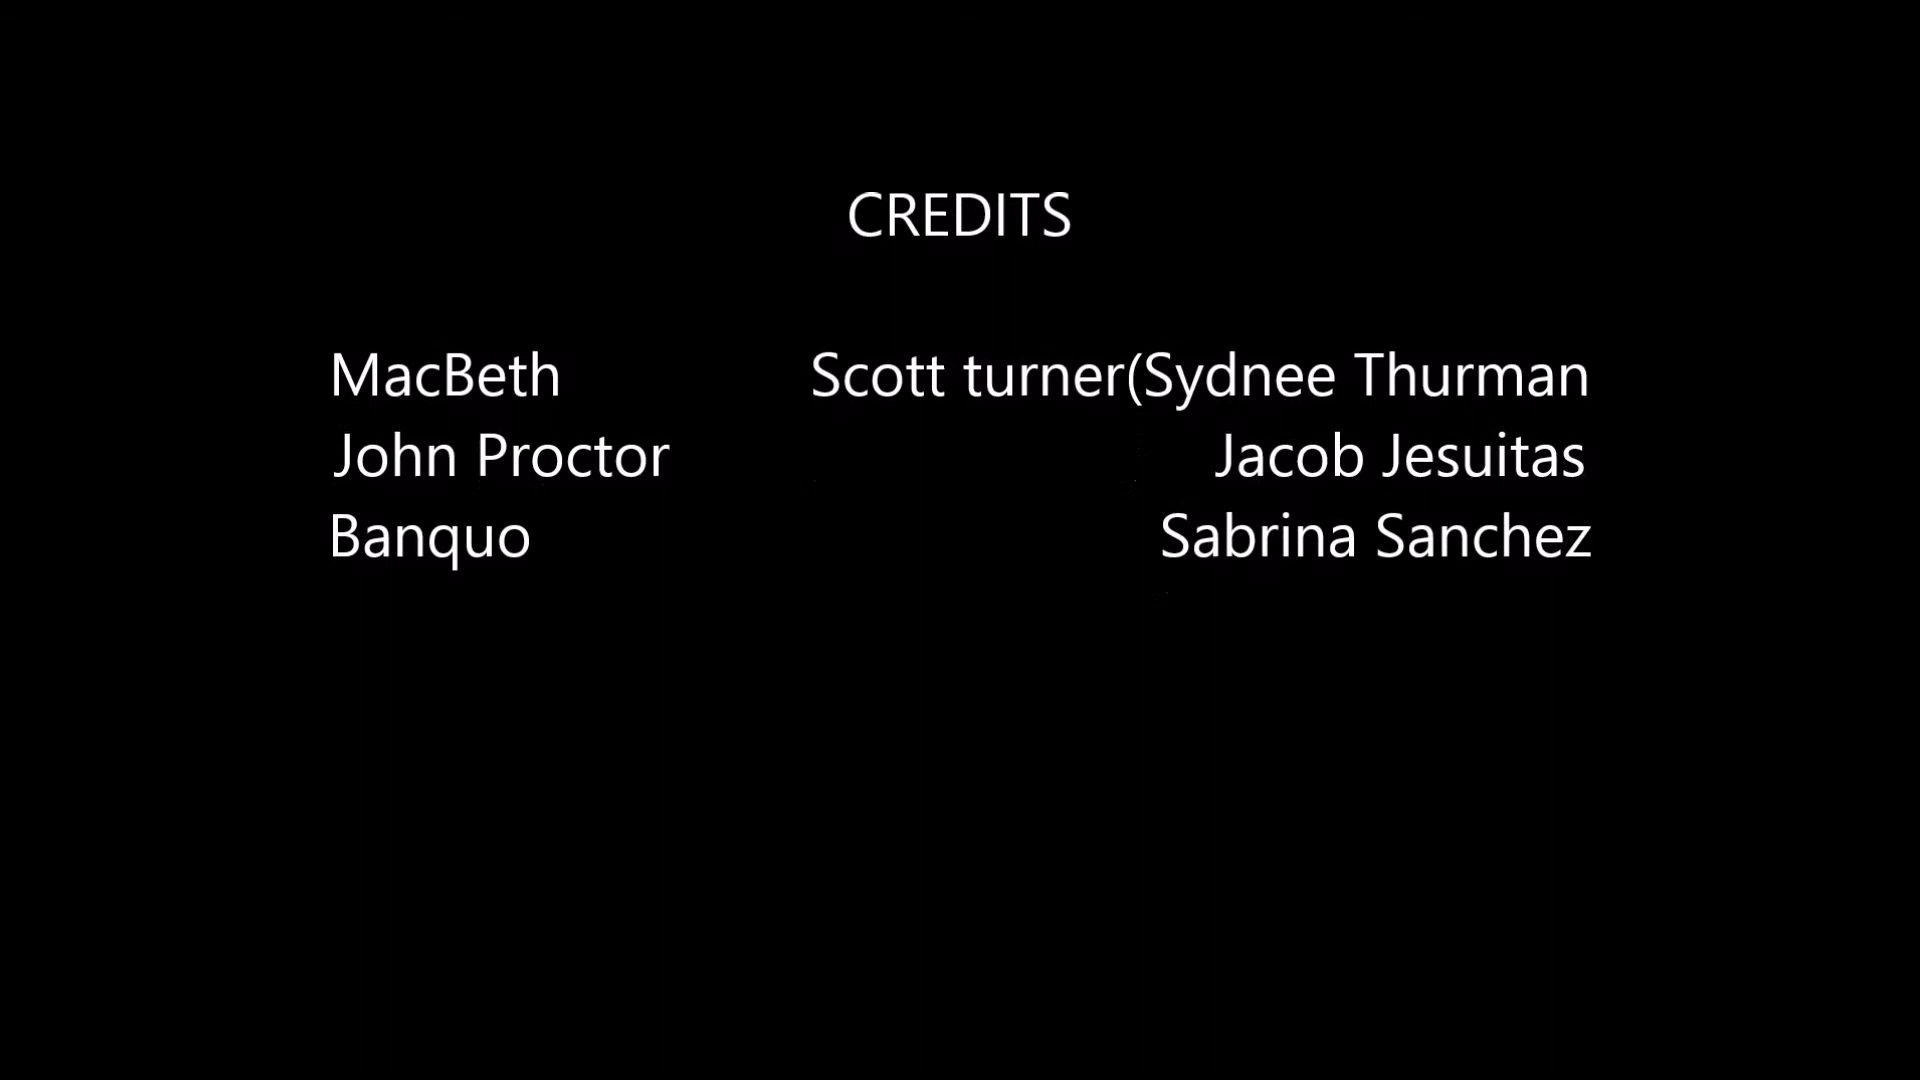 CREDITS
MacBeth Scott turner(Sydnee Thurman
John Proctor Jacob Jesuitas
Banquo Sabrina Sanchez